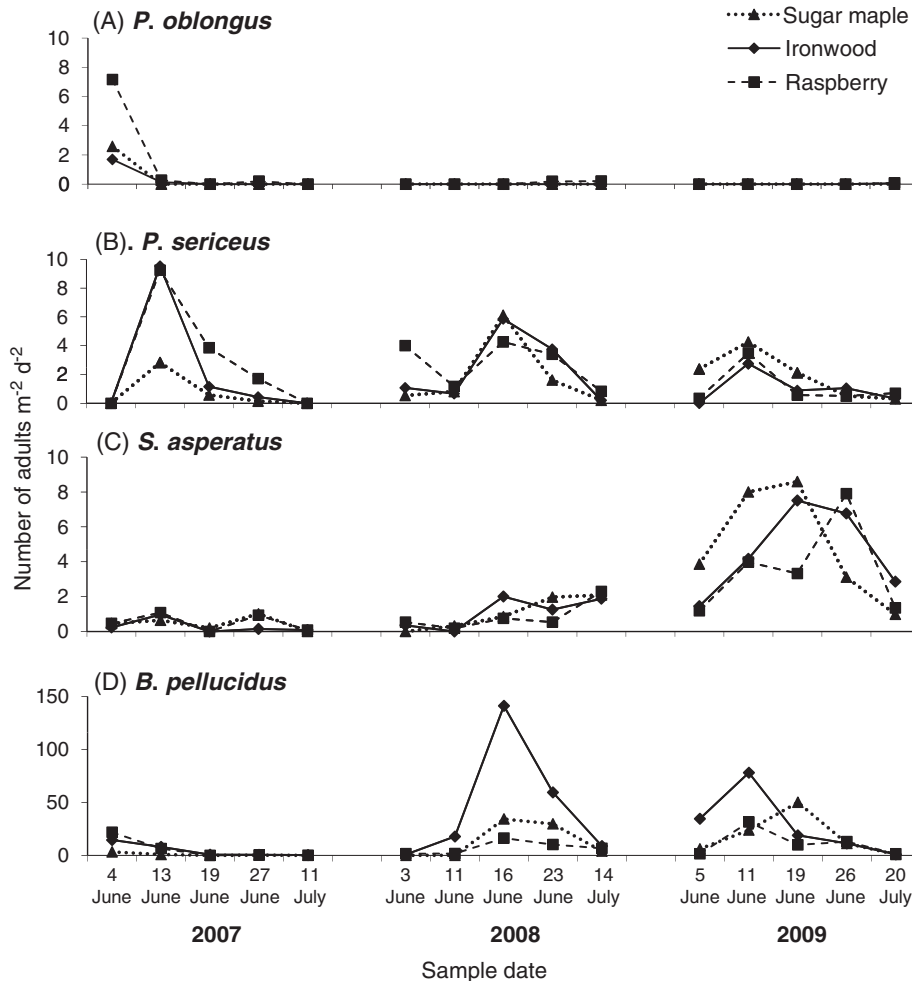 (A) P. oblongus
Sugar maple
Ironwood
Raspberry
10
8
6
4
2
0
(B). P. sericeus
10
8
6
4
2
0
(C) S. asperatus
10
8
6
4
2
0
(D) B. pellucidus
150
100
50
0
Number of adults m⁻² d⁻²
4 13 19 27 11 3 11 16 23 14 5 11 19 26 20
June June June June July June June June June July June June June June July
2007 2008 2009
Sample date